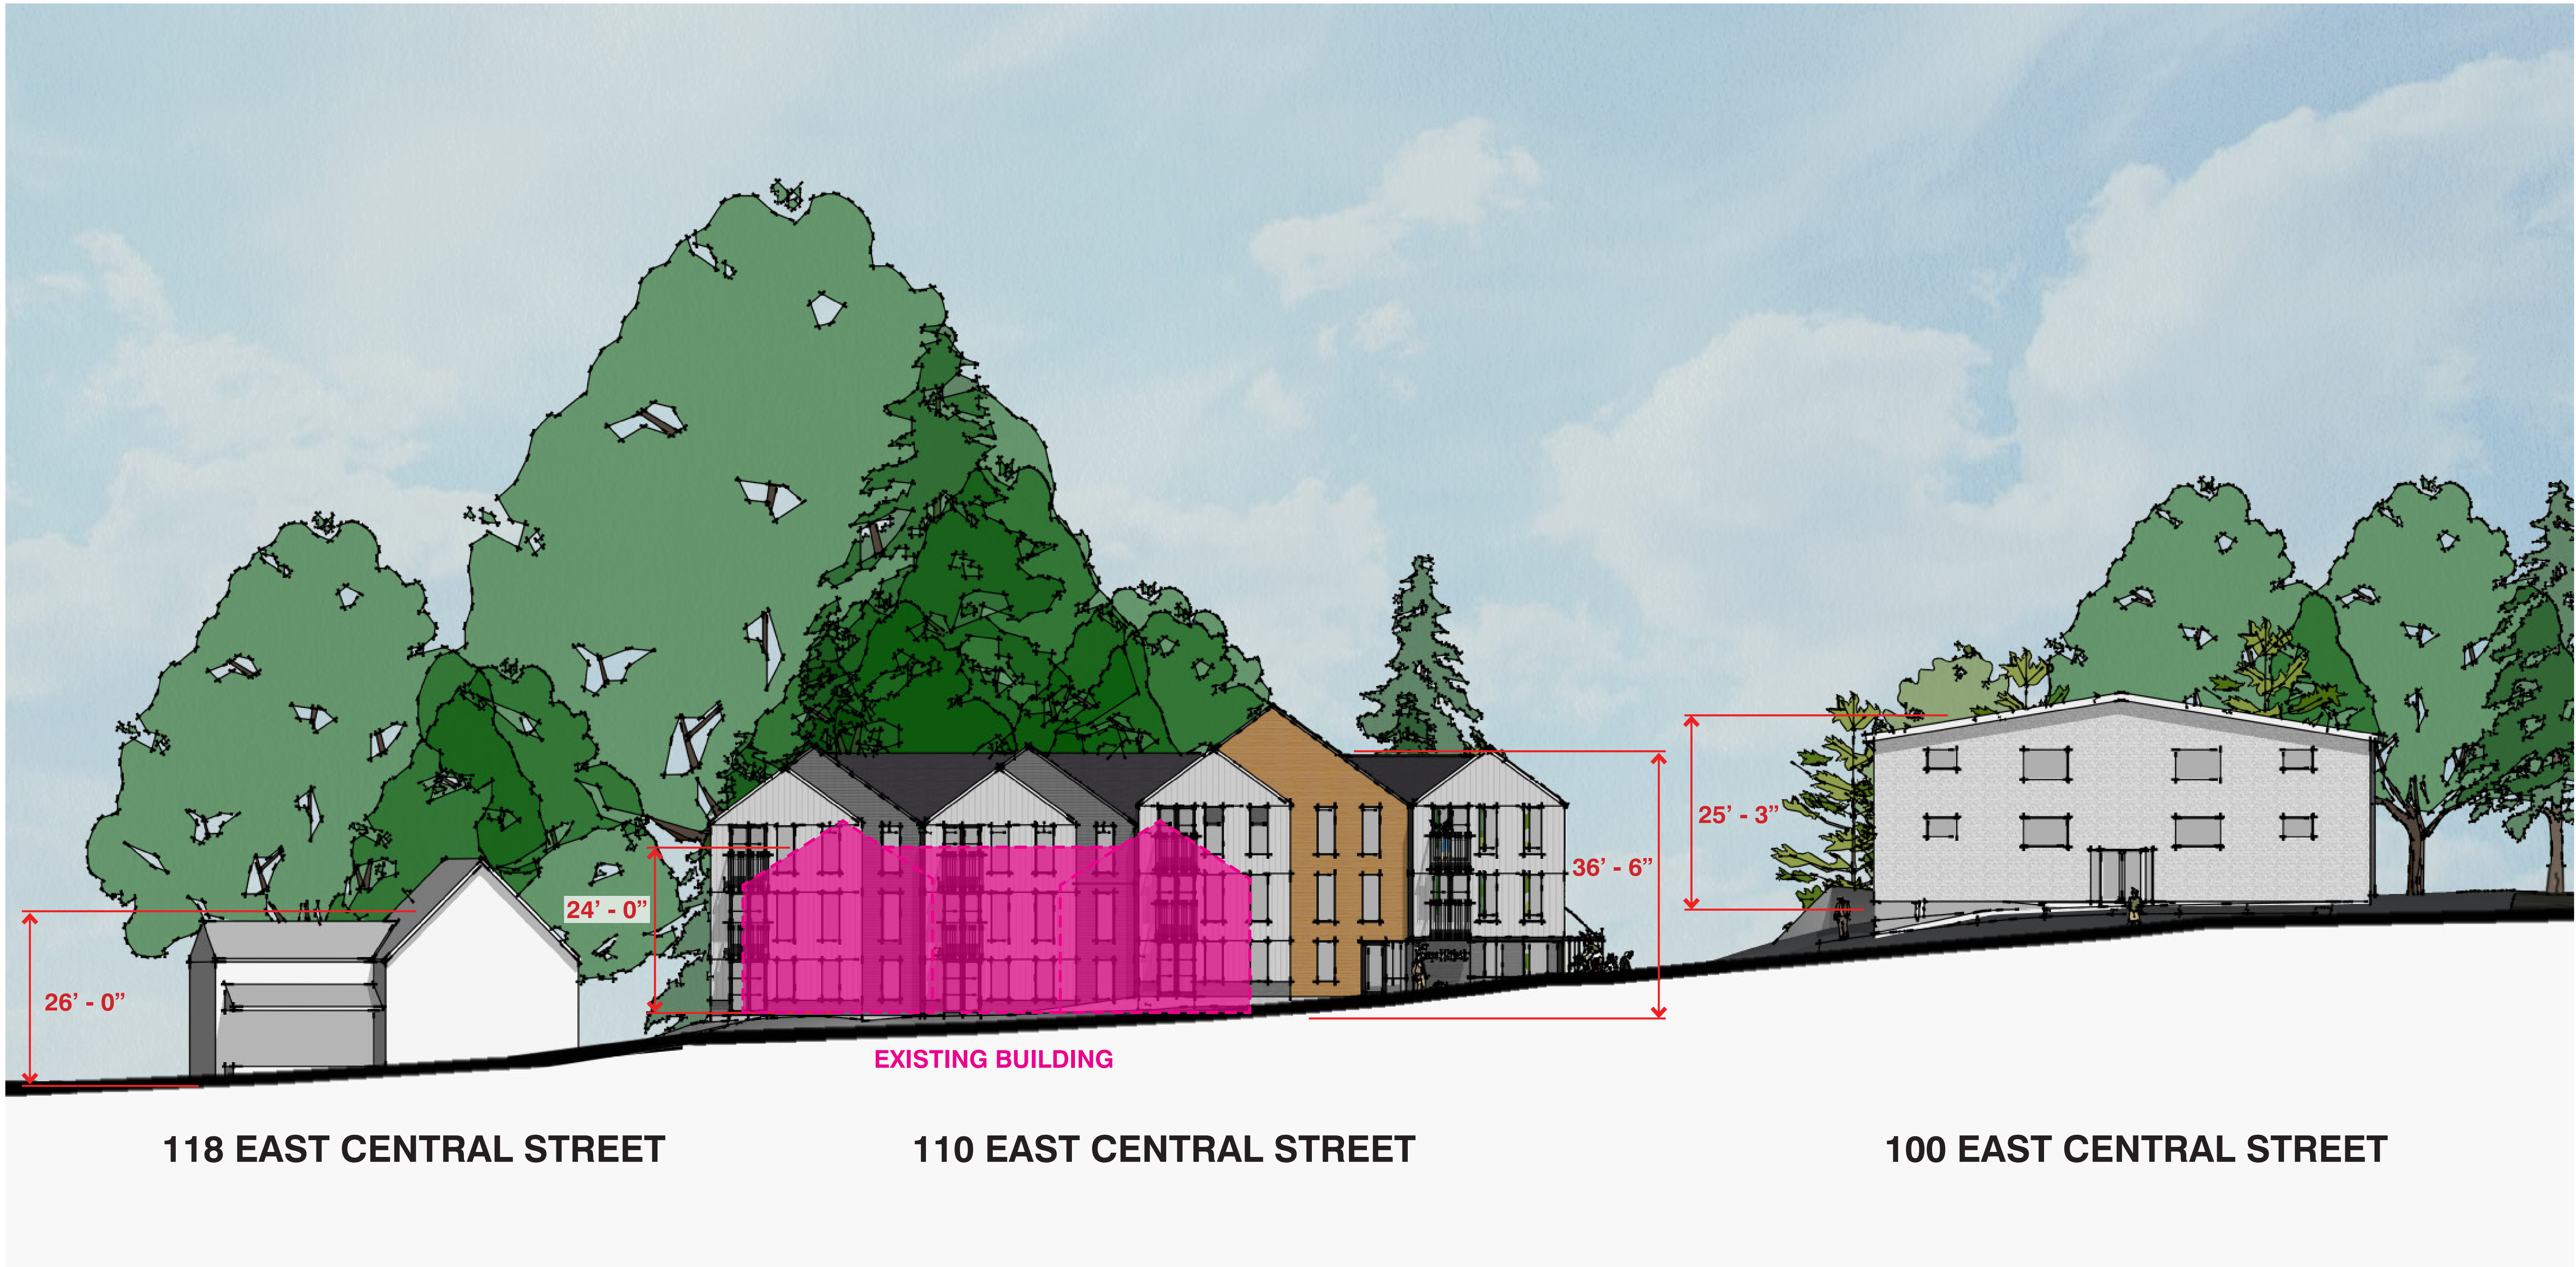 25’ - 3”
36’ - 6”
24’ - 0”
26’ - 0”
EXISTING BUILDING
118 EAST CENTRAL STREET
110 EAST CENTRAL STREET
100 EAST CENTRAL STREET